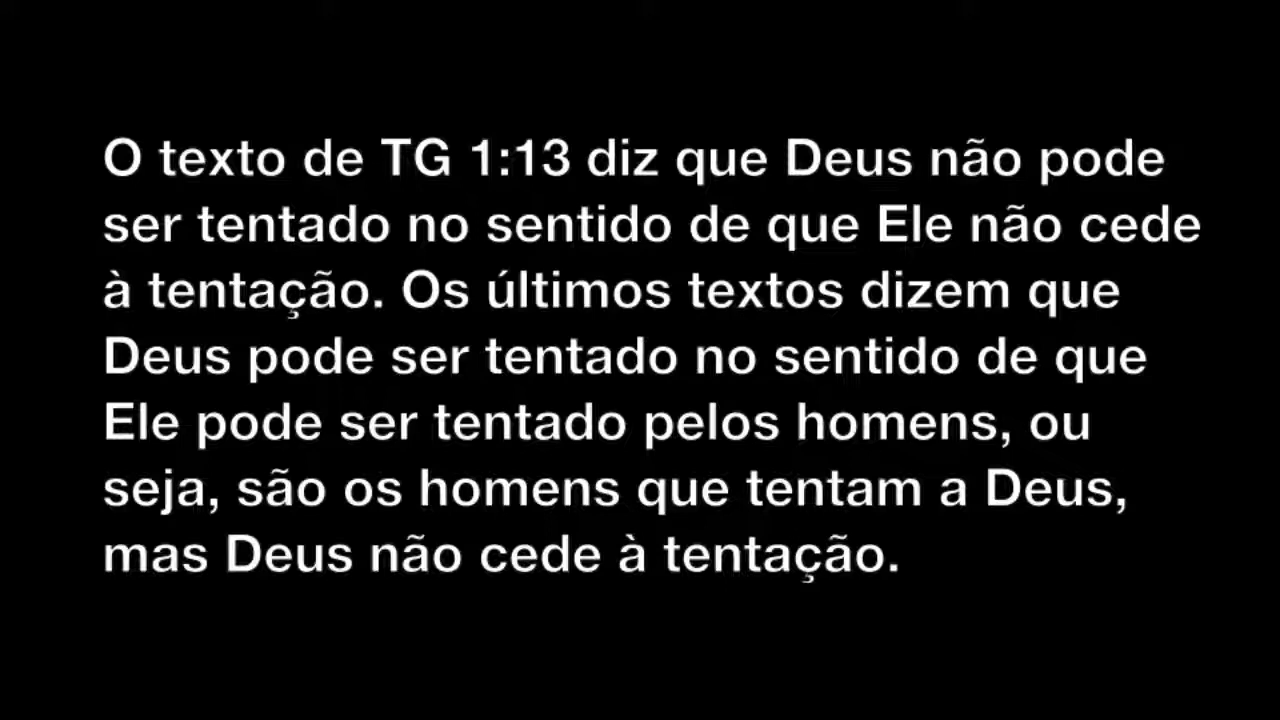 O texto de TG 1:13 diz que Deus não pode
ser tentado no sentido de que Ele não cede
à tentação. Os últimos textos dizem que
Deus pode ser tentado no sentido de que
Ele pode ser tentado pelos homens, ou
seja, são os homens que tentam a Deus,
mas Deus não cede à tentação.